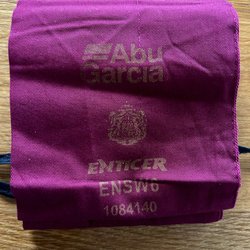 Abu
Garcia
ENTICER
ENSW6
1084140